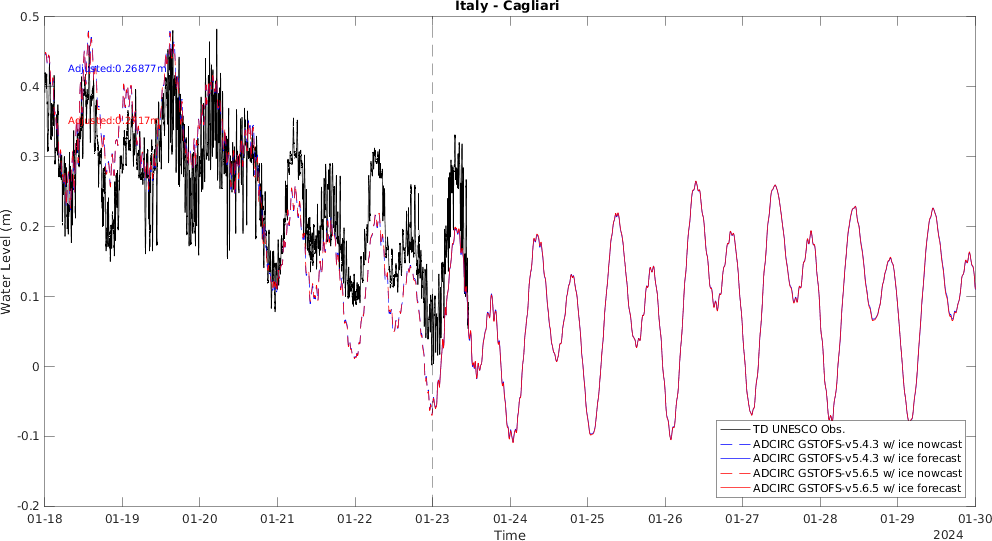 Italy - Cagliari
0.5
0.4
0.3
0.2
0.1
0
-0.1
-0.2
Water Level (m)
Adjusted:0.26877m
01-18
01-19
01-20
01-21
01-22
01-23
01-24
01-25
01-26
01-27
01-28
01-29
01-30
Time
2024
TD UNESCO Obs.
ADCIRC GSTOFS-v5.4.3 w/ ice nowcast
ADCIRC GSTOFS-v5.4.3 w/ ice forecast
ADCIRC GSTOFS-v5.6.5 w/ ice nowcast
ADCIRC GSTOFS-v5.6.5 w/ ice forecast